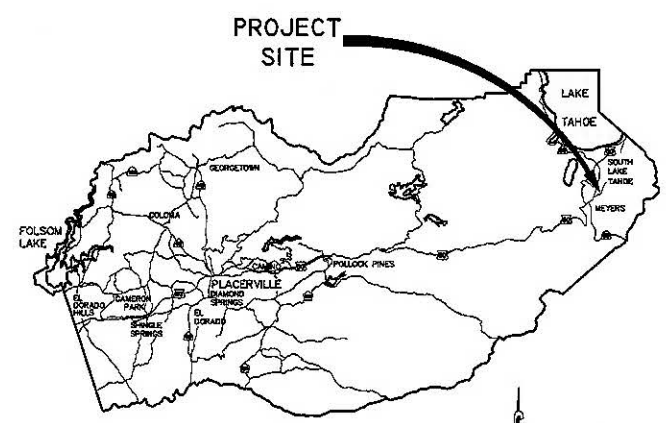 PROJECT
SITE
LAKE
TAHOE
SOUTH
LAKE
TAHOE
MEYERS
GEORGETOWN
COLOMA
FOLSOM
LAKE
CAMINO
POLLOCK PINES
PLACERVILLE
DIAMOND
SPRINGS
EL
DORADO
HILLS
CAMERON
PARK
SHINGLE
SPRINGS
EL
DORADO